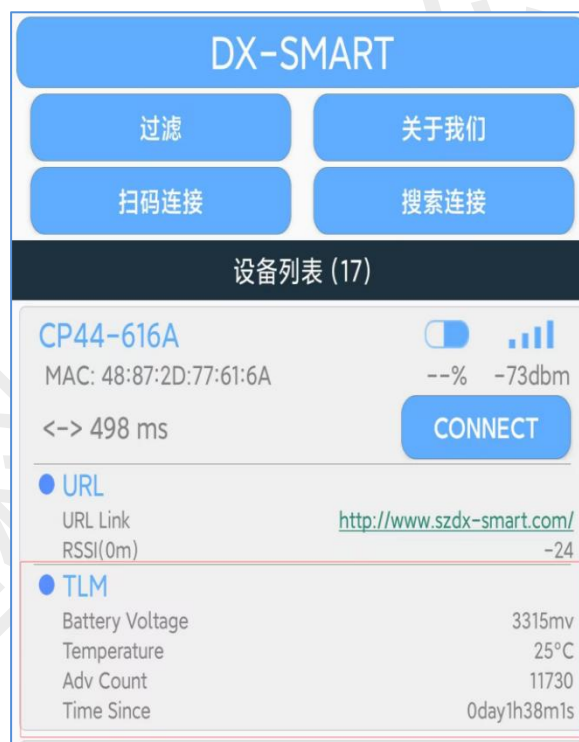 DX-SMART
过滤
关于我们
扫码连接
搜索连接
设备列表 (17)
CP44-616A
MAC: 48:87:2D:77:61:6A
--% -73dbm
<-> 498 ms
CONNECT
URL
URL Link http://www.szdx-smart.com/
RSSI(0m) -24
TLM
Battery Voltage 3315mv
Temperature 25°C
Adv Count 11730
Time Since 0day1h38m1s